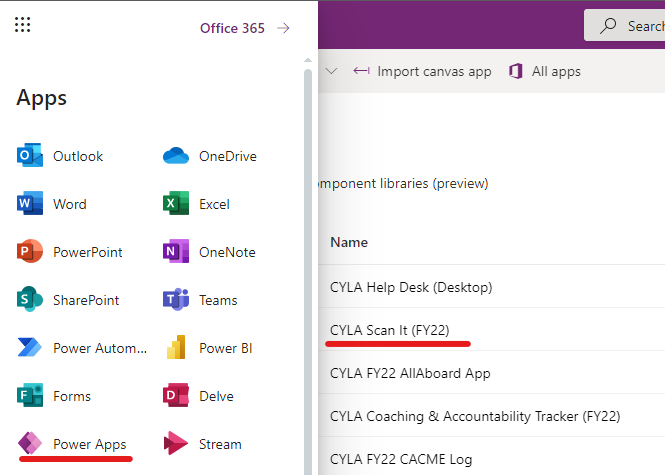 Office 365
Apps
Outlook
OneDrive
Word
Excel
PowerPoint
OneNote
SharePoint
Teams
Power Autom...
Power BI
Forms
Delve
Power Apps
Stream
Search
Import canvas app
All apps
omponent libraries (preview)
Name
CYLA Help Desk (Desktop)
CYLA Scan It (FY22)
CYLA FY22 AllAboard App
CYLA Coaching & Accountability Tracker (FY22)
CYLA FY22 CACME Log